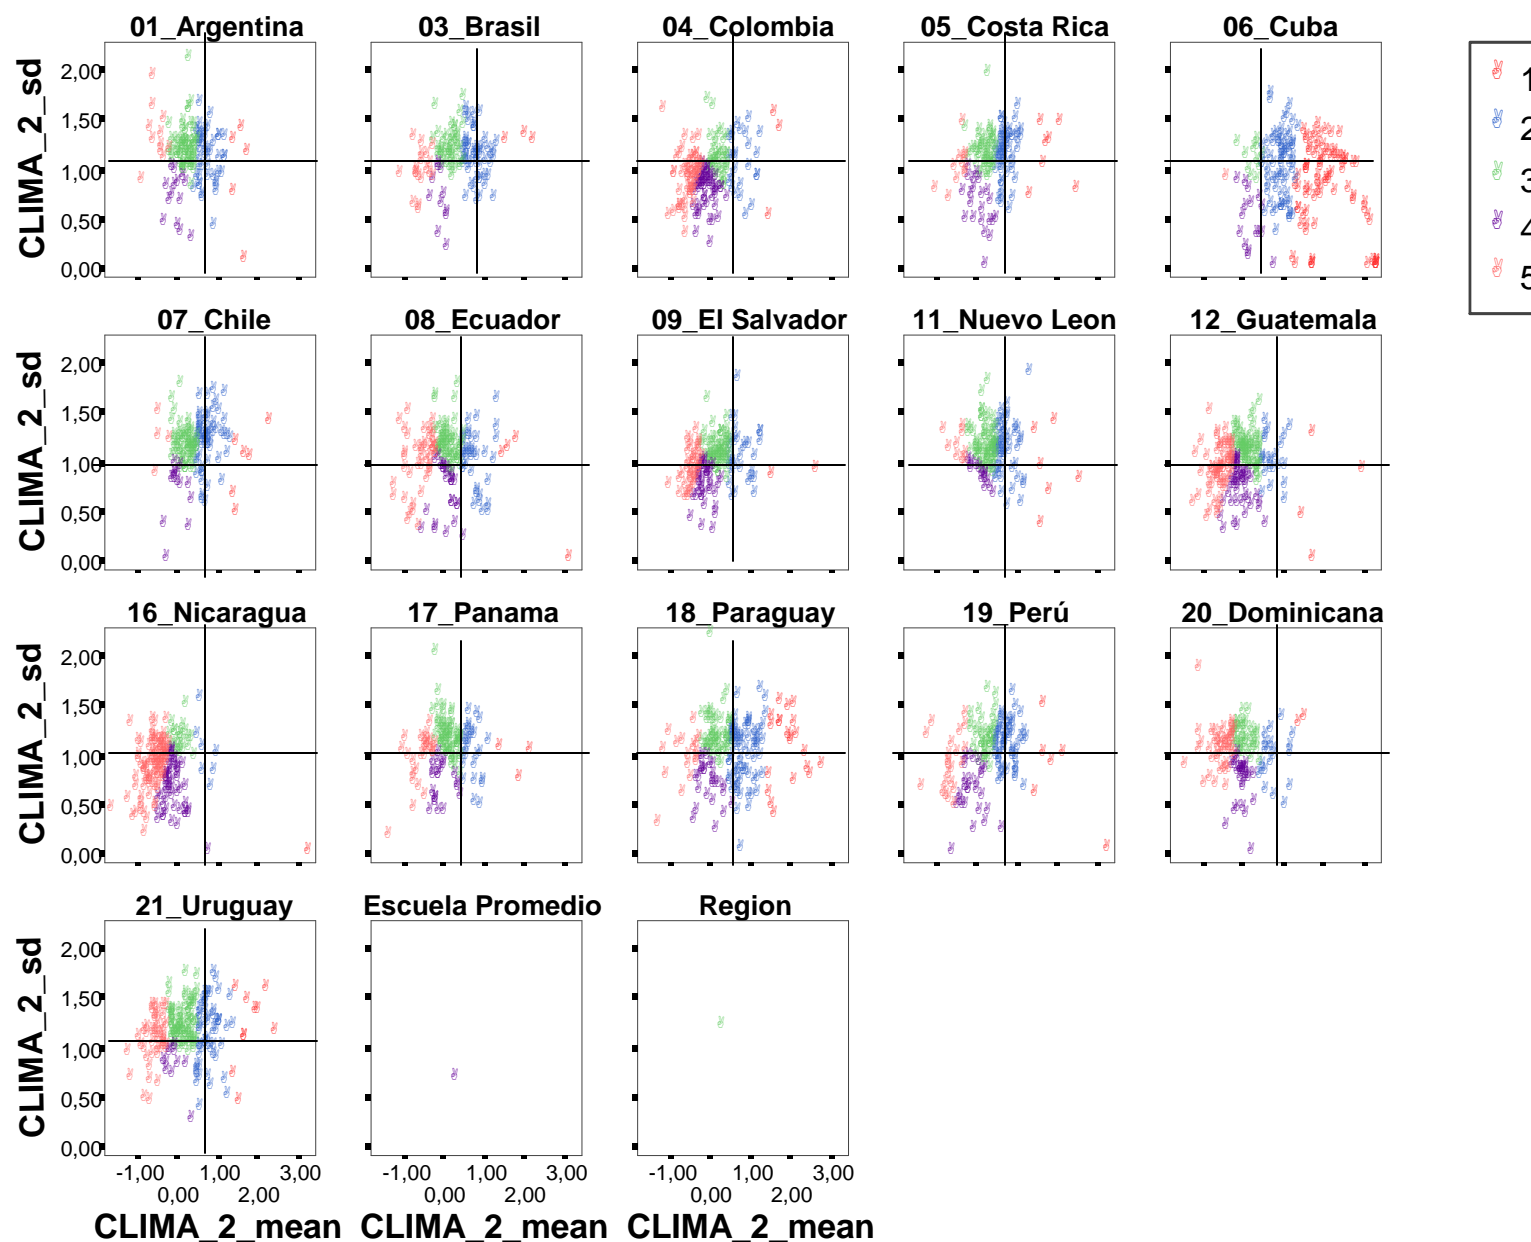 01_Argentina 03_Brasil 04_Colombia 05_Costa Rica 06_Cuba
CLIMA_2_sd
2,00
1,50
1,00
0,50
0,00
1
2
3
4
5
07_Chile 08_Ecuador 09_El Salvador 11_Nuevo Leon 12_Guatemala
CLIMA_2_sd
2,00
1,50
1,00
0,50
0,00
16_Nicaragua 17_Panama 18_Paraguay 19_Perú 20_Dominicana
CLIMA_2_sd
2,00
1,50
1,00
0,50
0,00
21_Uruguay Escuela Promedio Region
CLIMA_2_sd
2,00
1,50
1,00
0,50
0,00
-1,00 1,00 3,00 -1,00 1,00 3,00 -1,00 1,00 3,00
0,00 2,00 0,00 2,00 0,00 2,00
CLIMA_2_mean CLIMA_2_mean CLIMA_2_mean